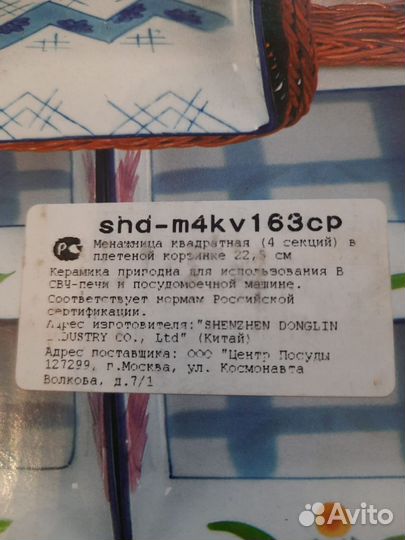 shd-m4kv163cp
Менажница квадратная (4 секций) в
плетеной корзинке 22,5 см
Керамика пригодна для использования В
СВЧ-печи и посудомоечной машине.
Соответствует нормам Российской
сертификации.
Адрес изготовителя:"SHENZHEN DONGLIN
INDUSTRY CO., Ltd" (Китай)
Адрес поставшика: ООО "Центр Посуды
127299, г.Москва, ул. Космонавта
Волкова, д.7/1
Avito